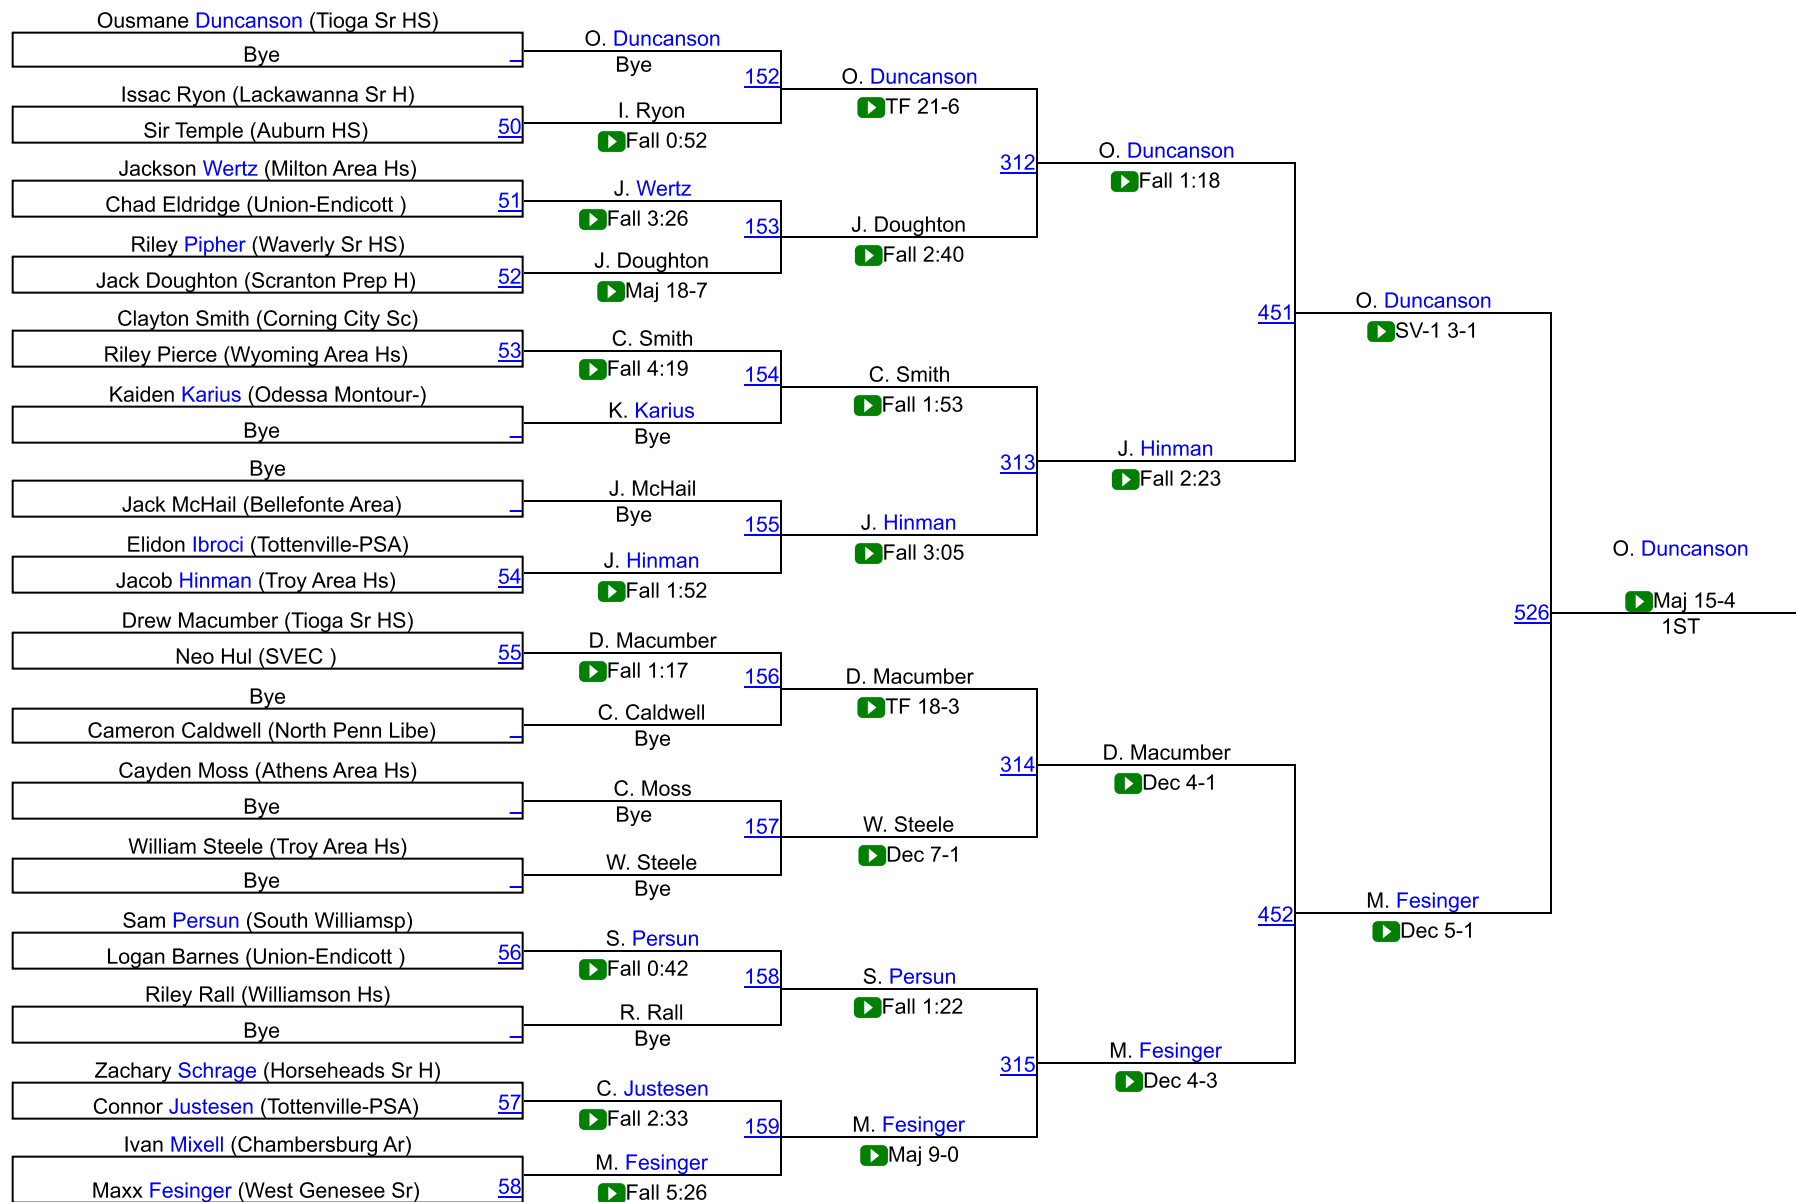 Ousmane Duncanson (Tioga Sr HS)
Bye
Issac Ryon (Lackawanna Sr H)
Sir Temple (Auburn HS) 50
Jackson Wertz (Milton Area Hs)
Chad Eldridge (Union-Endicott ) 51
Riley Pipher (Waverly Sr HS)
Jack Doughton (Scranton Prep H) 52
Clayton Smith (Corning City Sc)
Riley Pierce (Wyoming Area Hs) 53
Kaiden Karius (Odessa Montour-)
Bye
Bye
Jack McHail (Bellefonte Area)
Elidon Ibroci (Tottenville-PSA)
Jacob Hinman (Troy Area Hs) 54
Drew Macumber (Tioga Sr HS)
Neo Hul (SVEC ) 55
Bye
Cameron Caldwell (North Penn Libe)
Cayden Moss (Athens Area Hs)
Bye
William Steele (Troy Area Hs)
Bye
Sam Persun (South Williamsp)
Logan Barnes (Union-Endicott ) 56
Riley Rall (Williamson Hs)
Bye
Zachary Schrage (Horseheads Sr H)
Connor Justesen (Tottenville-PSA) 57
Ivan Mixell (Chambersburg Ar)
Maxx Fesinger (West Genesee Sr) 58
O. Duncanson
Bye
152
I. Ryon
Fall 0:52
J. Wertz
Fall 3:26
153
J. Doughton
Maj 18-7
C. Smith
Fall 4:19
154
K. Karius
Bye
J. McHail
Bye
155
J. Hinman
Fall 1:52
D. Macumber
Fall 1:17
156
C. Caldwell
Bye
C. Moss
Bye
157
W. Steele
Bye
S. Persun
Fall 0:42
158
R. Rall
Bye
C. Justesen
Fall 2:33
159
M. Fesinger
Fall 5:26
O. Duncanson
TF 21-6
312
J. Doughton
Fall 2:40
C. Smith
Fall 1:53
313
J. Hinman
Fall 3:05
D. Macumber
TF 18-3
314
W. Steele
Dec 7-1
S. Persun
Fall 1:22
315
M. Fesinger
Maj 9-0
O. Duncanson
Fall 1:18
451
J. Hinman
Fall 2:23
D. Macumber
Dec 4-1
452
M. Fesinger
Dec 4-3
O. Duncanson
SV-1 3-1
526
M. Fesinger
Dec 5-1
O. Duncanson
Maj 15-4
1ST